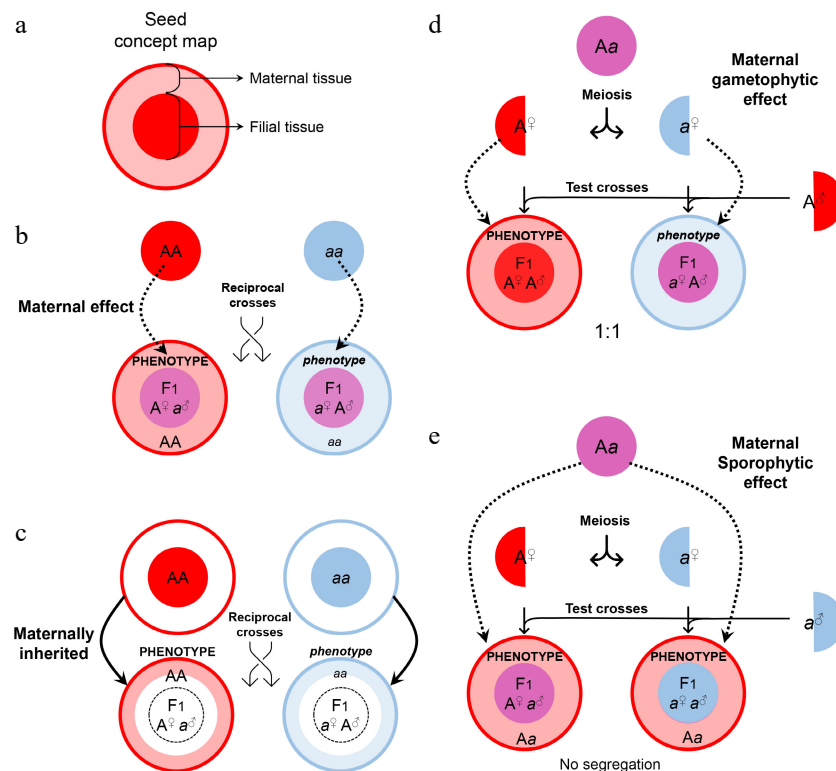 a
Seed
concept map
Maternal tissue
Filial tissue
b
AA
aa
Maternal effect
Reciprocal
crosses
PHENOTYPE
F1
A♀ a♂
AA
phenotype
F1
a♀ A♂
aa
c
AA
aa
Maternally
inherited
Reciprocal
crosses
PHENOTYPE
AA
F1
A♀ a♂
phenotype
aa
F1
a♀ A♂
d
Aa
Maternal
gametophytic
effect
Meiosis
A♀
a♀
Test crosses
A♂
PHENOTYPE
F1
A♀ A♂
phenotype
F1
a♀ A♂
1:1
e
Aa
Maternal
Sporophytic
effect
Meiosis
A♀
a♀
Test crosses
a♂
PHENOTYPE
F1
A♀ a♂
Aa
PHENOTYPE
F1
a♀ a♂
Aa
No segregation